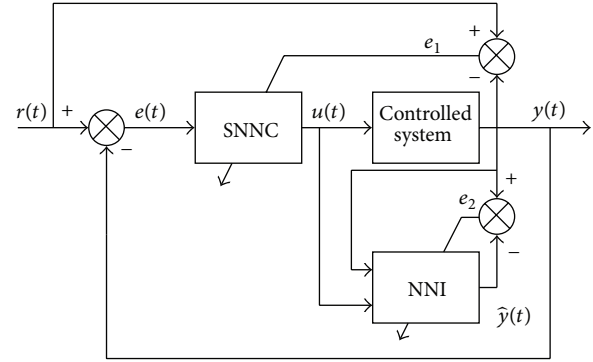 +
e₁
−
r(t)
+
e(t)
SNNC
u(t)
Controlled
system
y(t)
−
+
e₂
−
NNI
ŷ(t)